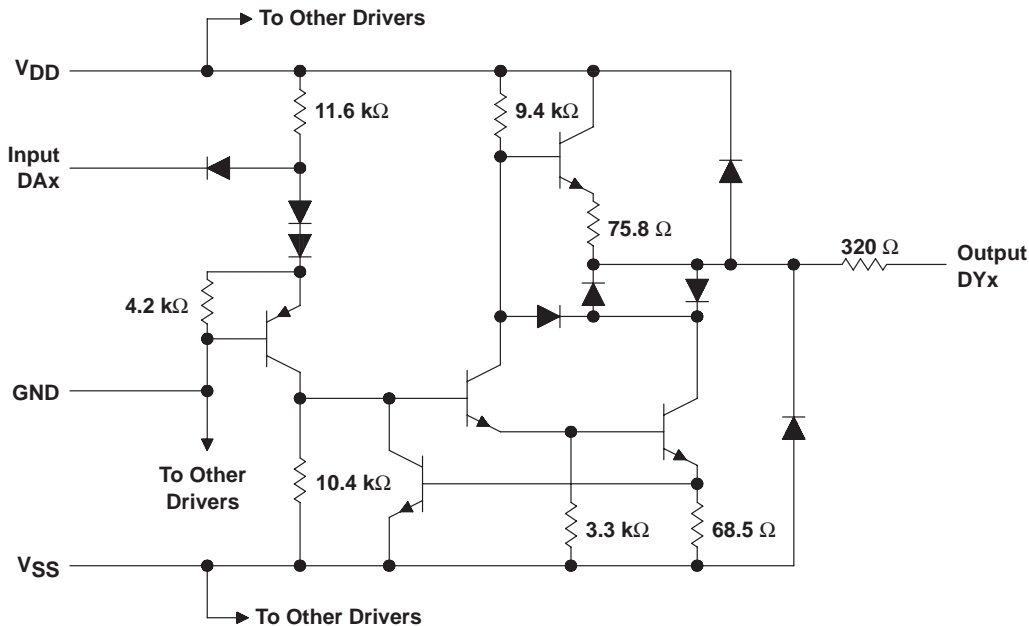 To Other Drivers
VDD
11.6 kΩ
9.4 kΩ
Input
DAx
75.8 Ω
320 Ω
Output
DYx
4.2 kΩ
GND
To Other
Drivers
10.4 kΩ
3.3 kΩ
68.5 Ω
VSS
To Other Drivers